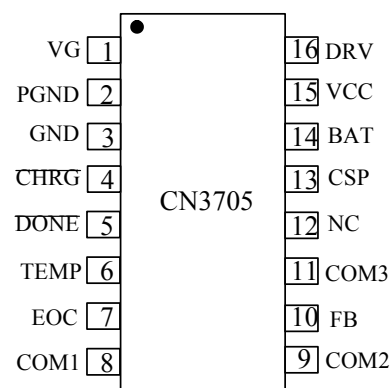 VG 1 16 DRV
PGND 2 15 VCC
GND 3 14 BAT
CHRG 4 13 CSP
CN3705
DONE 5 12 NC
TEMP 6 11 COM3
EOC 7 10 FB
COM1 8 9 COM2